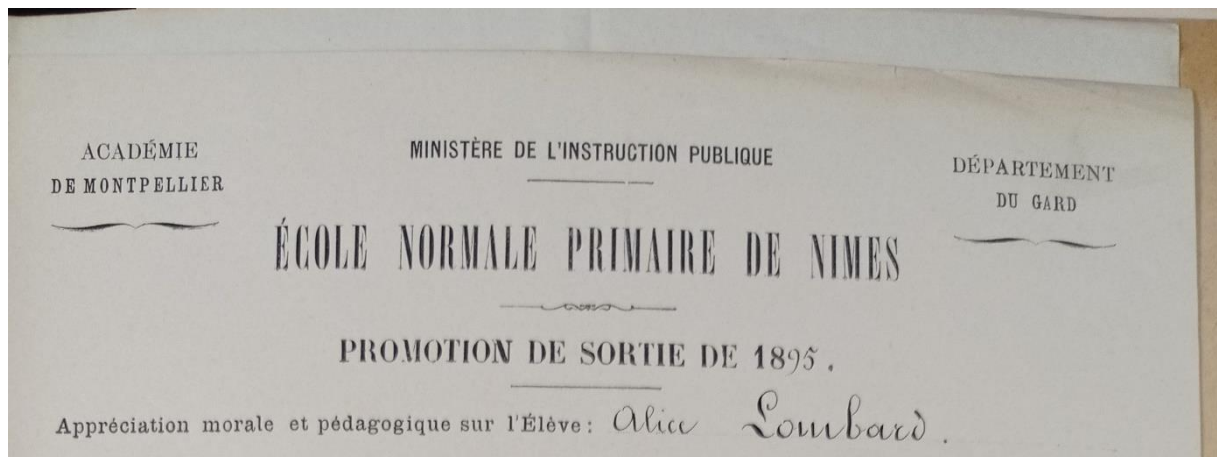 ACADÉMIE
DE MONTPELLIER
MINISTÈRE DE L'INSTRUCTION PUBLIQUE
DÉPARTEMENT
DU GARD
ÉCOLE NORMALE PRIMAIRE DE NIMES
PROMOTION DE SORTIE DE 1895.
Appréciation morale et pédagogique sur l'Élève: Alice Lombard.